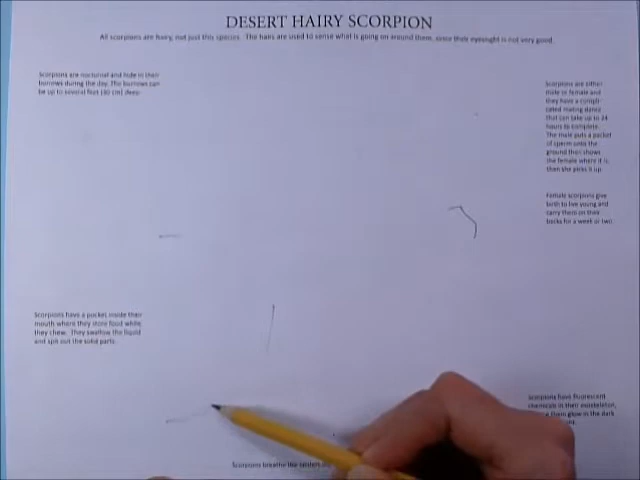 DESERT HAIRY SCORPION
All scorpions are hairy, not just this species. The hairs are used to sense what is going on around them, since their eyesight is not very good.
Scorpions are nocturnal and hide in their
burrows during the day. The burrows can
be up to several feet (80 cm) deep.
Scorpions are either
male or female and
they have a compli-
cated mating dance
that can take up to 24
hours to complete.
The male puts a packet
of sperm onto the
ground then shows
the female where it is,
then she picks it up.
Female scorpions give
birth to live young and
carry them on their
backs for a week or two.
Scorpions have a pocket inside their
mouth where they store food while
they chew. They swallow the liquid
and spit out the solid parts.
Scorpions have fluorescent
chemicals in their exoskeleton,
them glow in the dark
Scorpions breathe like spiders